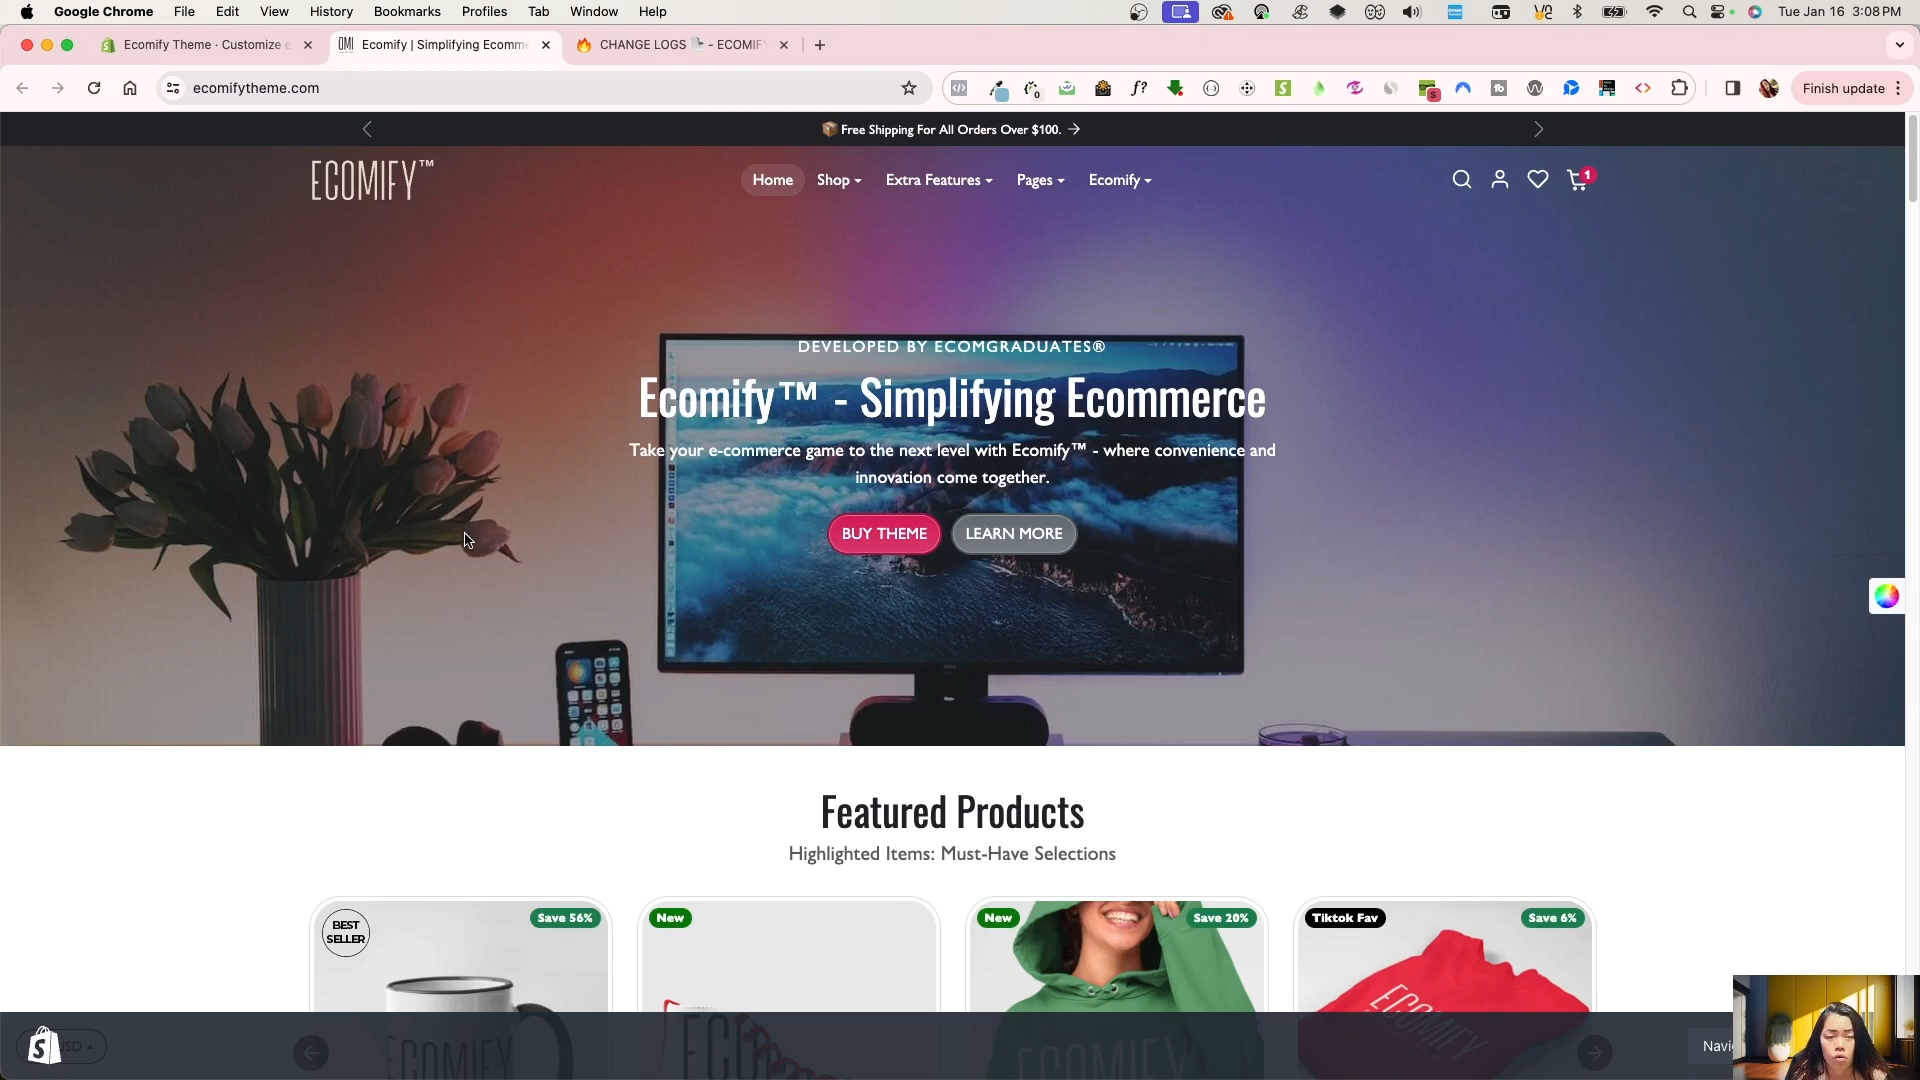 Google Chrome File Edit View History Bookmarks Profiles Tab Window Help Tue Jan 16 3:08 PM
Ecomify Theme · Customize
Ecomify | Simplifying Ecomme
CHANGE LOGS - ECOMIF
ecomifytheme.com
Finish update
📦 Free Shipping For All Orders Over $100. →
ECOMIFY™
Home Shop Extra Features Pages Ecomify
1
DEVELOPED BY ECOMGRADUATES®
Ecomify™ - Simplifying Ecommerce
Take your e-commerce game to the next level with Ecomify™ - where convenience and
innovation come together.
BUY THEME LEARN MORE
Featured Products
Highlighted Items: Must-Have Selections
BEST
SELLER
Save 56%
New
New
Save 20%
Tiktok Fav
Save 6%
ECOMIFY
ECOMIFY
ECOMIFY
USD
Navi